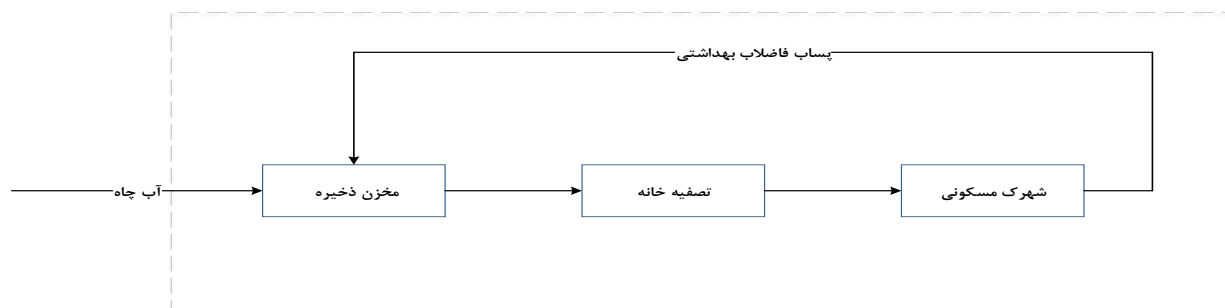 پساب فاضلاب بهداشتی
آب چاه
مخزن ذخیره
تصفیه خانه
شهرک مسکونی